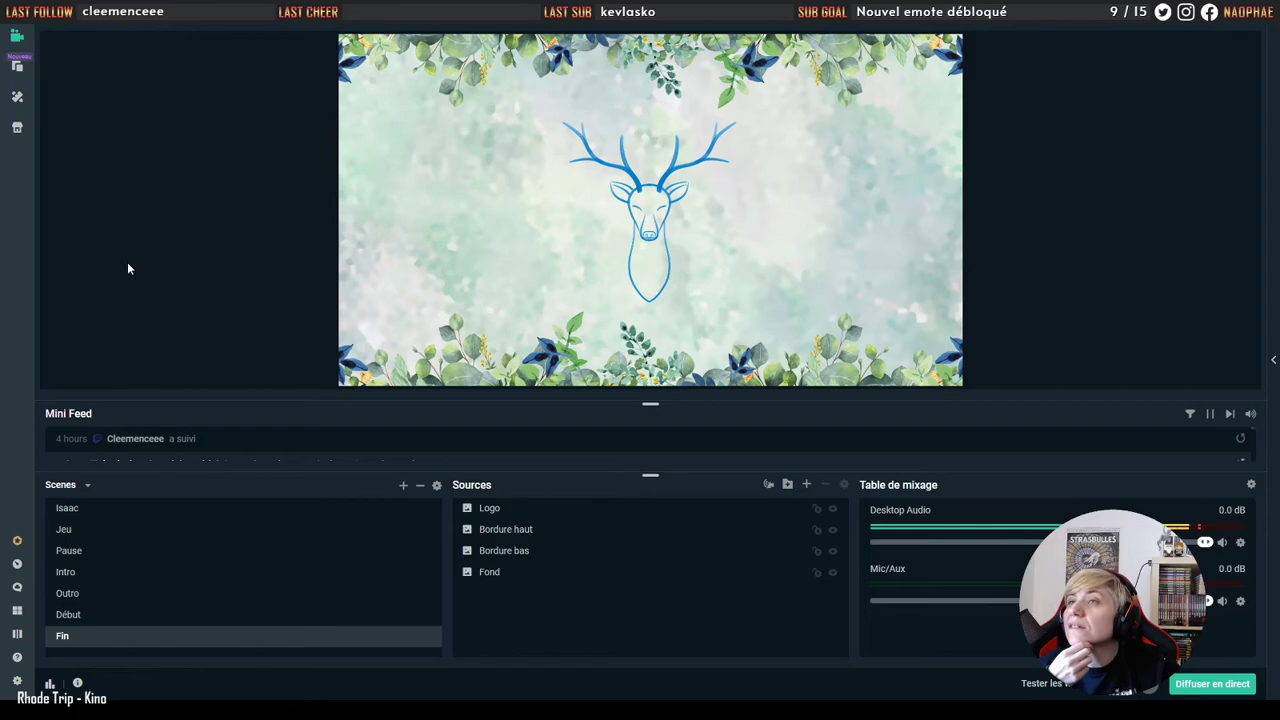 LAST FOLLOW cleemenceee LAST CHEER LAST SUB kevlasko SUB GOAL Nouvel emote débloqué 9 / 15 NAOPHAE
Nouveau
Mini Feed
4 hours Cleemenceee a suivi
Scenes
Isaac
Jeu
Pause
Intro
Outro
Début
Fin
Sources
Logo
Bordure haut
Bordure bas
Fond
Table de mixage
Desktop Audio 0.0 dB
Mic/Aux 0.0 dB
STRASBULLES
Tester les
Diffuser en direct
Rhode Trip - Kino